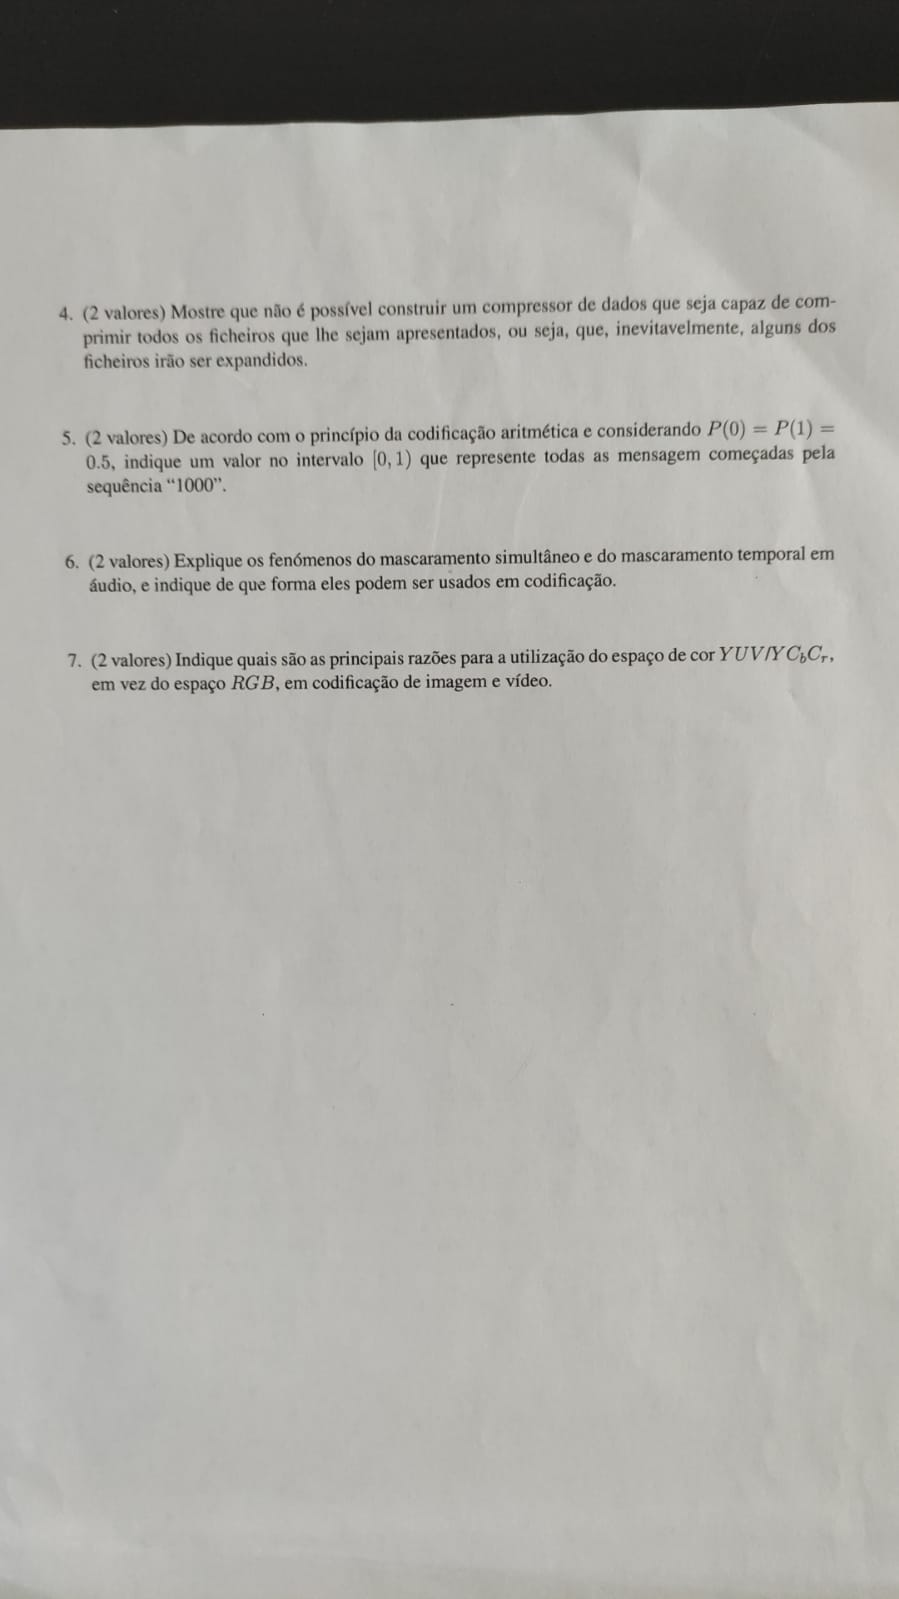 4. (2 valores) Mostre que não é possível construir um compressor de dados que seja capaz de com-
primir todos os ficheiros que lhe sejam apresentados, ou seja, que, inevitavelmente, alguns dos
ficheiros irão ser expandidos.
5. (2 valores) De acordo com o princípio da codificação aritmética e considerando P(0) = P(1) =
0.5, indique um valor no intervalo [0, 1) que represente todas as mensagem começadas pela
sequência “1000”.
6. (2 valores) Explique os fenómenos do mascaramento simultâneo e do mascaramento temporal em
áudio, e indique de que forma eles podem ser usados em codificação.
7. (2 valores) Indique quais são as principais razões para a utilização do espaço de cor YUV/YC_bC_r,
em vez do espaço RGB, em codificação de imagem e vídeo.